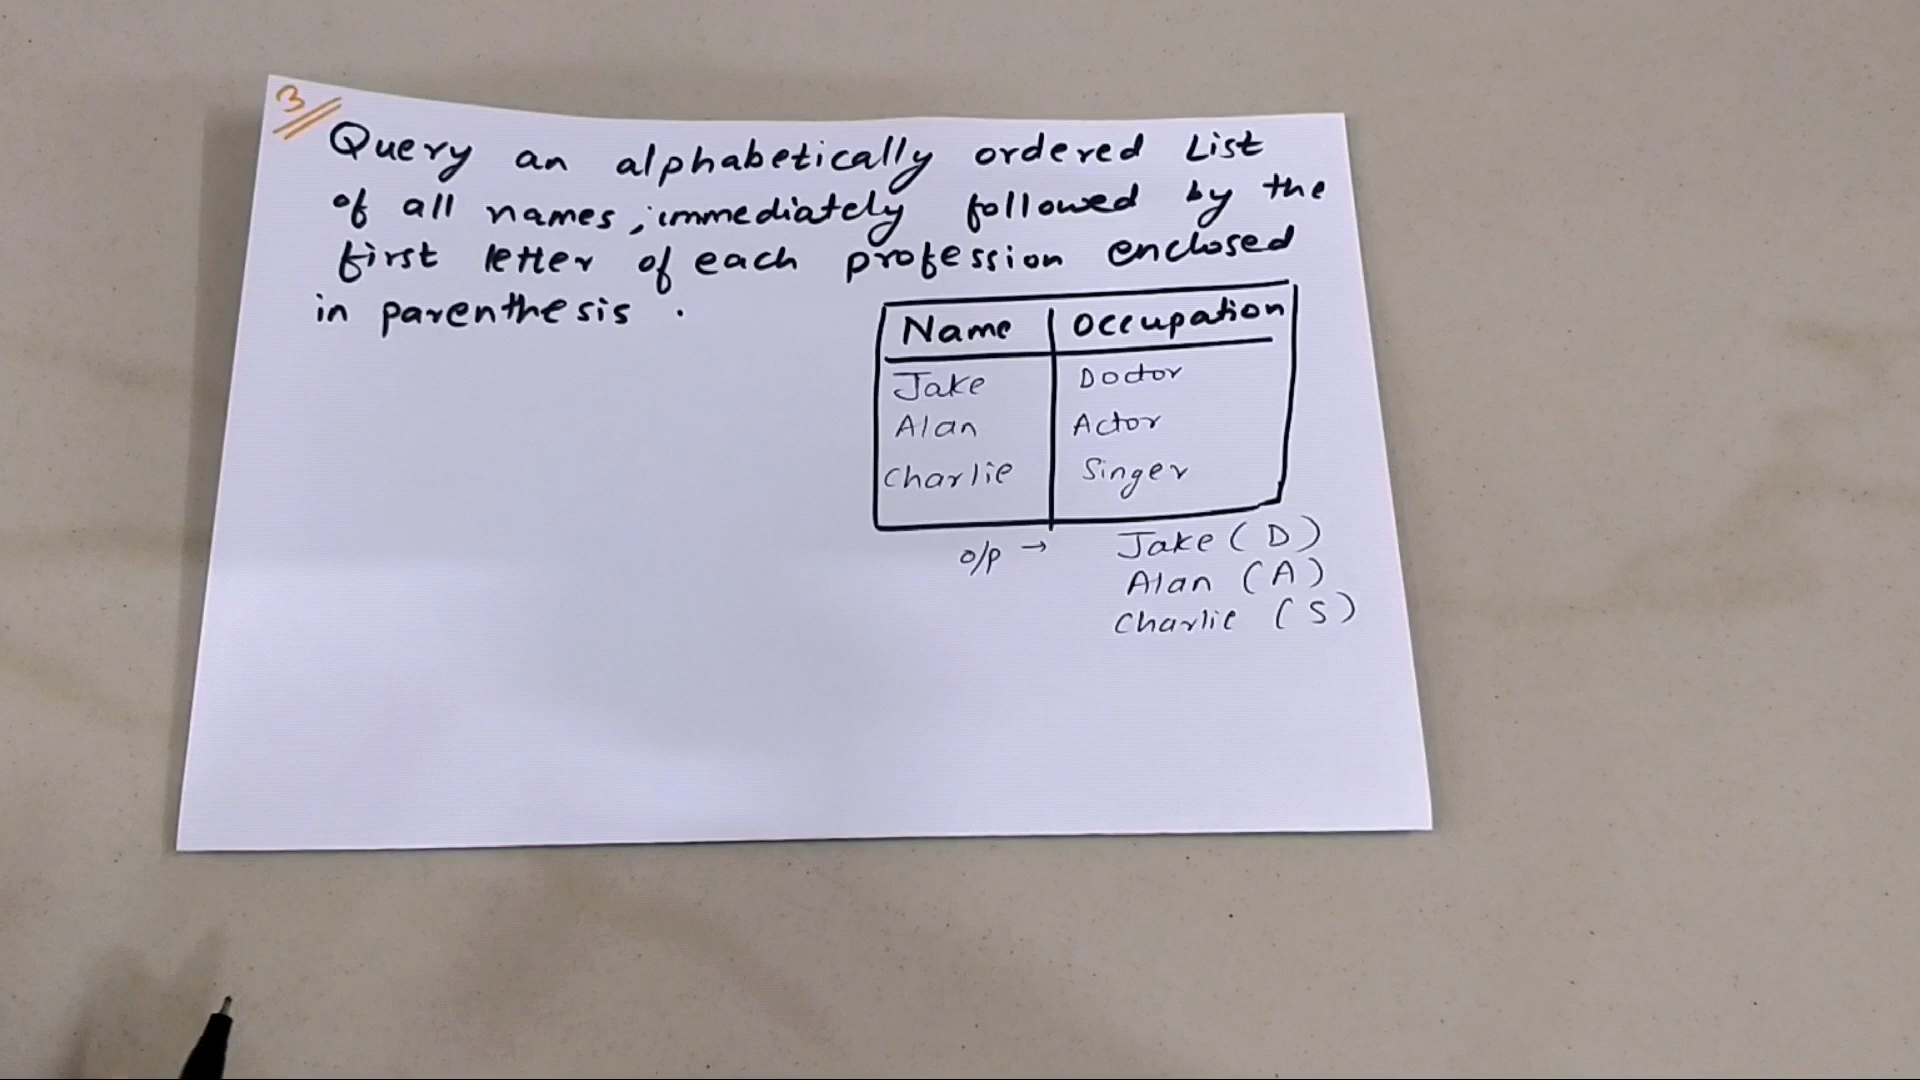 3
Query an alphabetically ordered List
of all names, immediately followed by the
first letter of each profession enclosed
in parenthesis .
Name Occupation
Jake Doctor
Alan Actor
Charlie Singer
o/p → Jake ( D )
Alan ( A )
Charlie ( S )